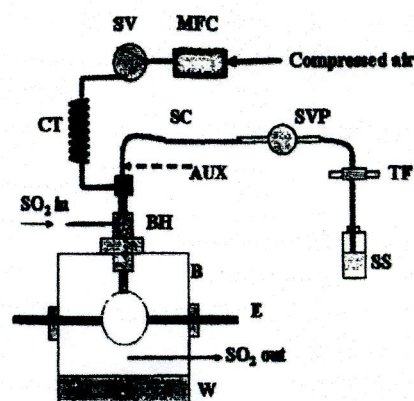 SV
MFC
Compressed air
CT
SC
SVP
AUX
TF
SO₂ in
BH
B
SS
E
SO₂ out
W